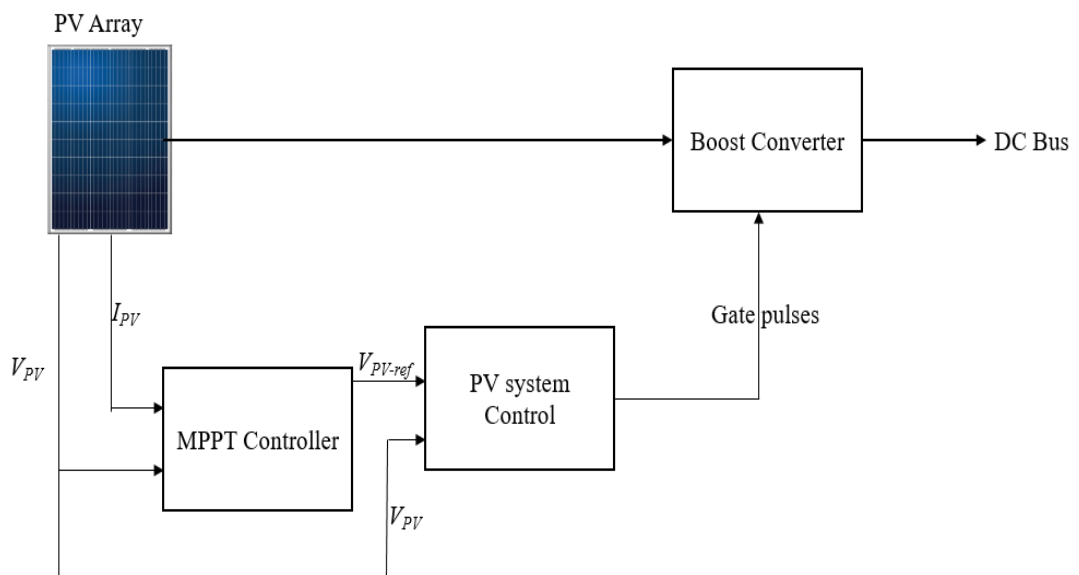 PV Array
Boost Converter
DC Bus
I_PV
Gate pulses
V_PV
V_PV-ref
PV system
Control
MPPT Controller
V_PV